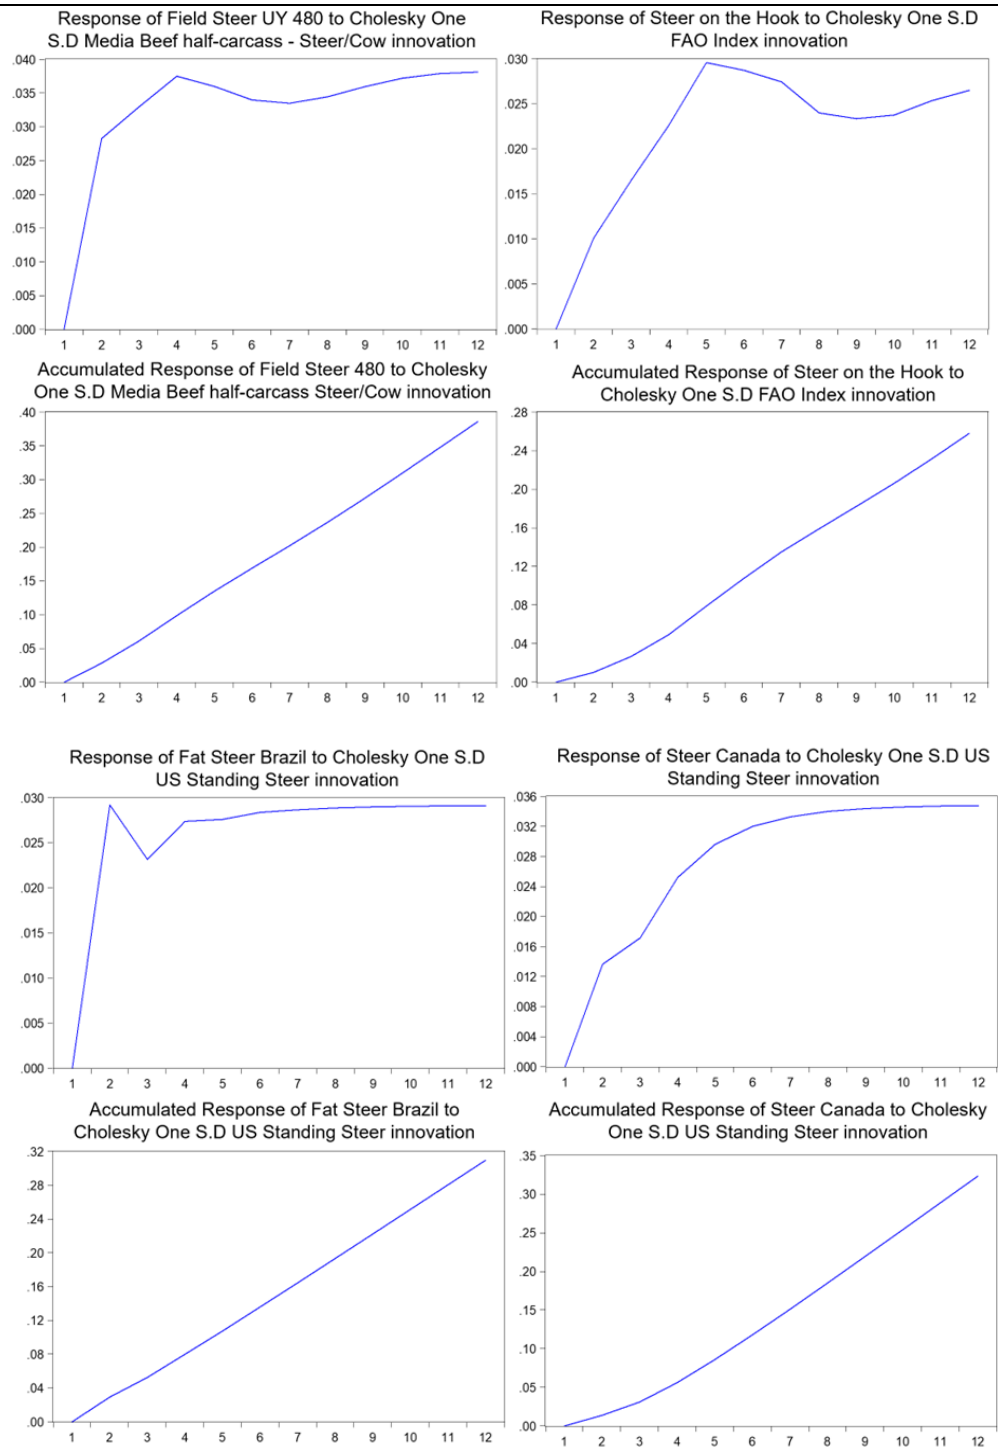 Response of Field Steer UY 480 to Cholesky One
S.D Media Beef half-carcass - Steer/Cow innovation
.040
.035
.030
.025
.020
.015
.010
.005
.000
1 2 3 4 5 6 7 8 9 10 11 12
Response of Steer on the Hook to Cholesky One S.D
FAO Index innovation
.030
.025
.020
.015
.010
.005
.000
1 2 3 4 5 6 7 8 9 10 11 12
Accumulated Response of Field Steer 480 to Cholesky
One S.D Media Beef half-carcass Steer/Cow innovation
.40
.35
.30
.25
.20
.15
.10
.05
.00
1 2 3 4 5 6 7 8 9 10 11 12
Accumulated Response of Steer on the Hook to
Cholesky One S.D FAO Index innovation
.28
.24
.20
.16
.12
.08
.04
.00
1 2 3 4 5 6 7 8 9 10 11 12
Response of Fat Steer Brazil to Cholesky One S.D
US Standing Steer innovation
.030
.025
.020
.015
.010
.005
.000
1 2 3 4 5 6 7 8 9 10 11 12
Response of Steer Canada to Cholesky One S.D US
Standing Steer innovation
.036
.032
.028
.024
.020
.016
.012
.008
.004
.000
1 2 3 4 5 6 7 8 9 10 11 12
Accumulated Response of Fat Steer Brazil to
Cholesky One S.D US Standing Steer innovation
.32
.28
.24
.20
.16
.12
.08
.04
.00
1 2 3 4 5 6 7 8 9 10 11 12
Accumulated Response of Steer Canada to Cholesky
One S.D US Standing Steer innovation
.35
.30
.25
.20
.15
.10
.05
.00
1 2 3 4 5 6 7 8 9 10 11 12